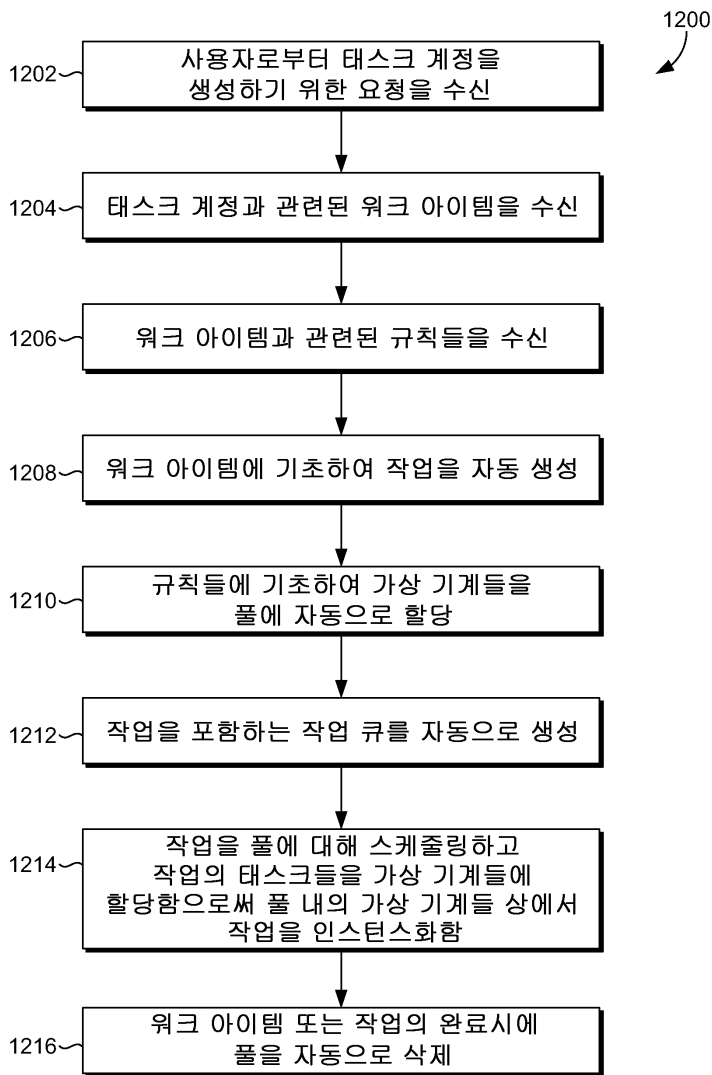 1200
1202
사용자로부터 태스크 계정을
생성하기 위한 요청을 수신
1204
태스크 계정과 관련된 워크 아이템을 수신
1206
워크 아이템과 관련된 규칙들을 수신
1208
워크 아이템에 기초하여 작업을 자동 생성
1210
규칙들에 기초하여 가상 기계들을
풀에 자동으로 할당
1212
작업을 포함하는 작업 큐를 자동으로 생성
1214
작업을 풀에 대해 스케줄링하고
작업의 태스크들을 가상 기계들에
할당함으로써 풀 내의 가상 기계들 상에서
작업을 인스턴스화함
1216
워크 아이템 또는 작업의 완료시에
풀을 자동으로 삭제